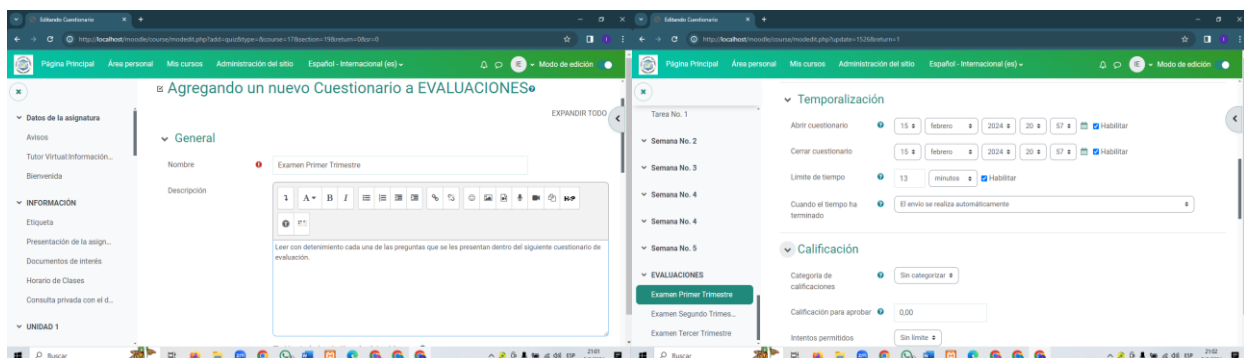 Editando Cuestionario
http://localhost/moodle/course/modedit.php?add=quiz&type=&course=17&section=19&return=0&sr=0
Página Principal Área personal Mis cursos Administración del sitio Español - Internacional (es) IE Modo de edición
Agregando un nuevo Cuestionario a EVALUACIONES
EXPANDIR TODO
Datos de la asignatura
Avisos
Tutor Virtual:Información...
Bienvenida
INFORMACIÓN
Etiqueta
Presentación de la asign...
Documentos de interés
Horario de Clases
Consulta privada con el d...
UNIDAD 1
General
Nombre Examen Primer Trimestre
Descripción
A B I H-P
Leer con detenimiento cada una de las preguntas que se les presentan dentro del siguiente cuestionario de
evaluación.
Buscar
ESP 21:01
Editando Cuestionario
http://localhost/moodle/course/modedit.php?update=1526&return=1
Página Principal Área personal Mis cursos Administración del sitio Español - Internacional (es) IE Modo de edición
Tarea No. 1
Semana No. 2
Semana No. 3
Semana No. 4
Semana No. 4
Semana No. 5
EVALUACIONES
Examen Primer Trimestre
Examen Segundo Trimes...
Examen Tercer Trimestre
Temporalización
Abrir cuestionario 15 febrero 2024 20 57 Habilitar
Cerrar cuestionario 15 febrero 2024 20 57 Habilitar
Límite de tiempo 13 minutos Habilitar
Cuando el tiempo ha
terminado
El envío se realiza automáticamente
Calificación
Categoría de
calificaciones
Sin categorizar
Calificación para aprobar 0,00
Intentos permitidos Sin límite
Buscar
ESP 21:02